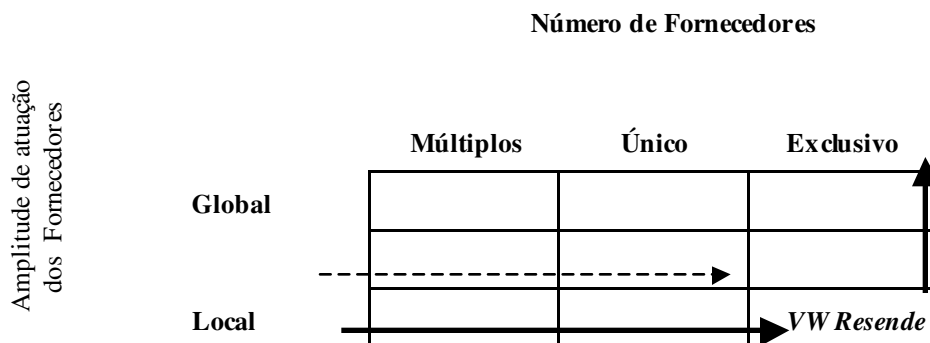 Número de Fornecedores
Amplitude de atuação
dos Fornecedores
Múltiplos Único Exclusivo
Global
Local
VW Resende